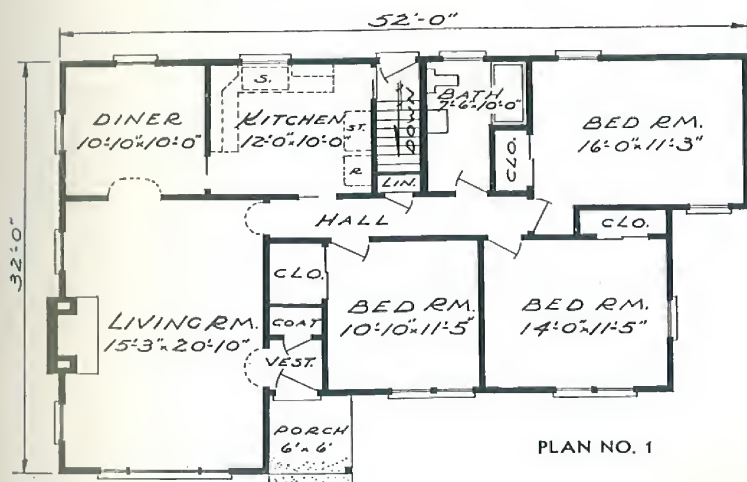 52'-0"
32'-0"
DINER
10'-10"x10'-0"
S.
KITCHEN
12'-0"x10'-0"
ST.
R
DOWN
LIN.
BATH
7'-6"x10'-0"
CLO.
BED RM.
16'-0"x11'-3"
CLO.
HALL
LIVING RM.
15'-3"x20'-10"
CLO.
COAT
VEST.
BED RM.
10'-10"x11'-5"
BED RM.
14'-0"x11'-5"
PORCH
6'x6'
PLAN NO. 1